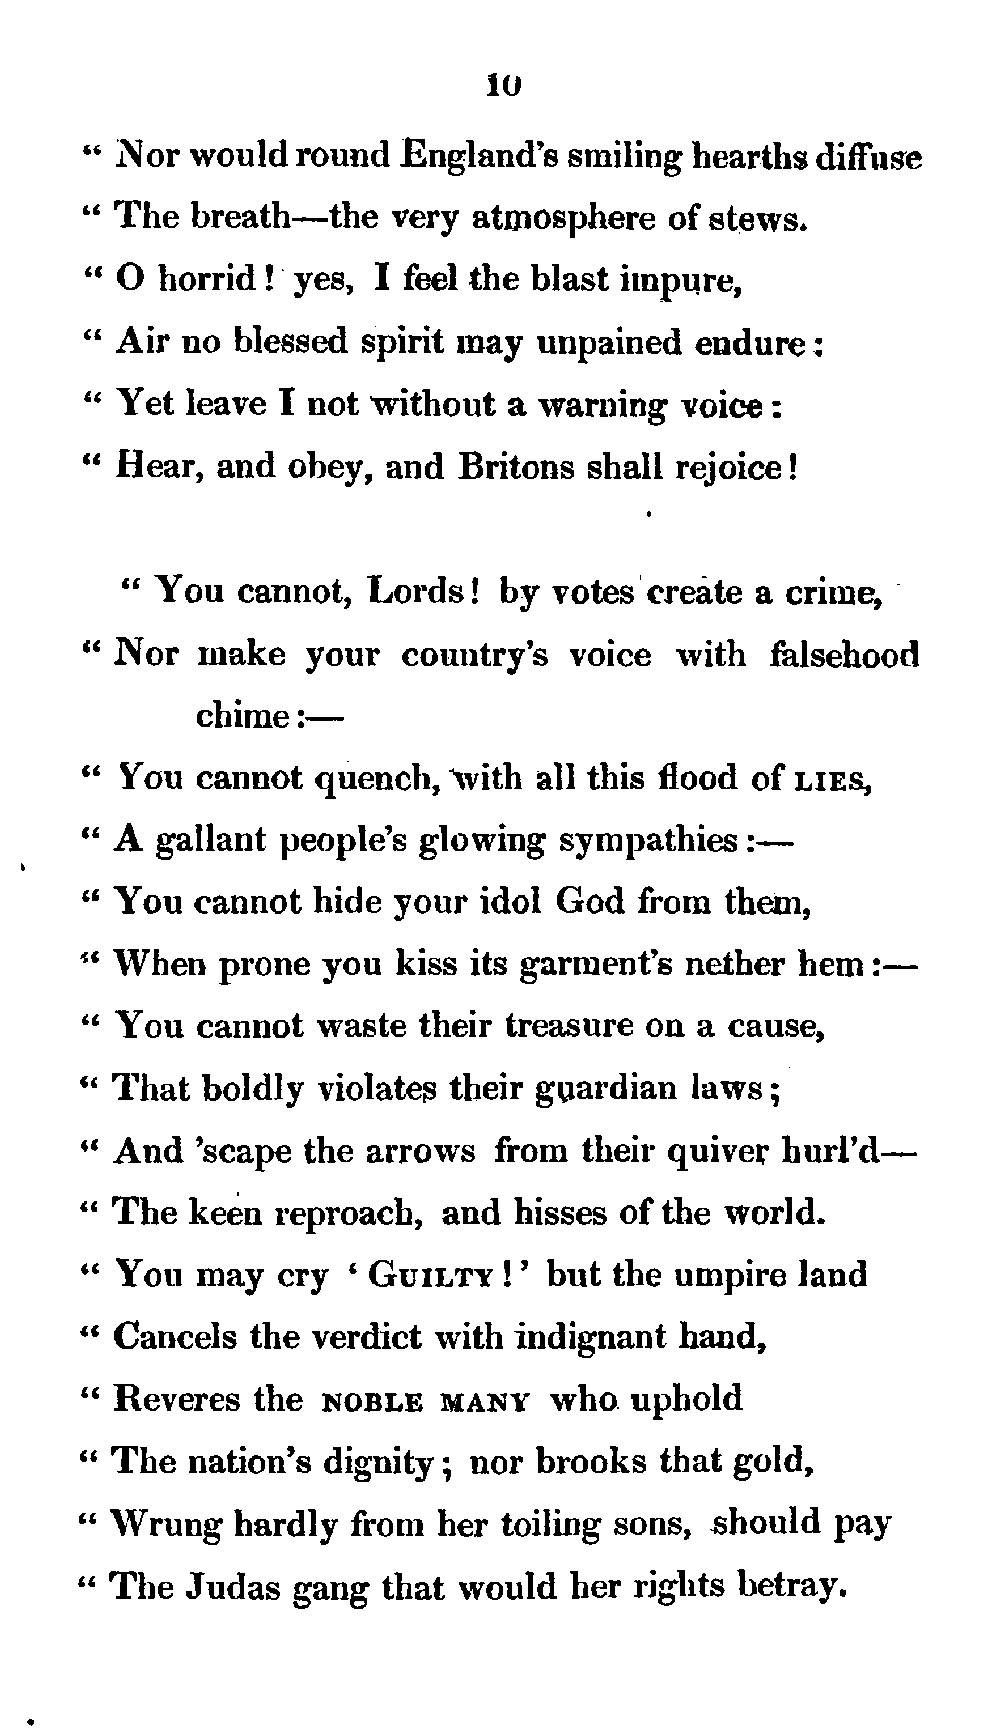 10
“ Nor would round England’s smiling hearths diffuse
“ The breath—the very atmosphere of stews.
“ O horrid ! yes, I feel the blast impure,
“ Air no blessed spirit may unpained endure :
“ Yet leave I not without a warning voice :
“ Hear, and obey, and Britons shall rejoice !
“ You cannot, Lords ! by votes create a crime,
“ Nor make your country’s voice with falsehood
chime :—
“ You cannot quench, with all this flood of LIES,
“ A gallant people’s glowing sympathies :—
“ You cannot hide your idol God from them,
“ When prone you kiss its garment’s nether hem :—
“ You cannot waste their treasure on a cause,
“ That boldly violates their guardian laws ;
“ And ’scape the arrows from their quiver hurl’d—
“ The keen reproach, and hisses of the world.
“ You may cry ‘ GUILTY ! ’ but the umpire land
“ Cancels the verdict with indignant hand,
“ Reveres the NOBLE MANY who uphold
“ The nation’s dignity ; nor brooks that gold,
“ Wrung hardly from her toiling sons, should pay
“ The Judas gang that would her rights betray.